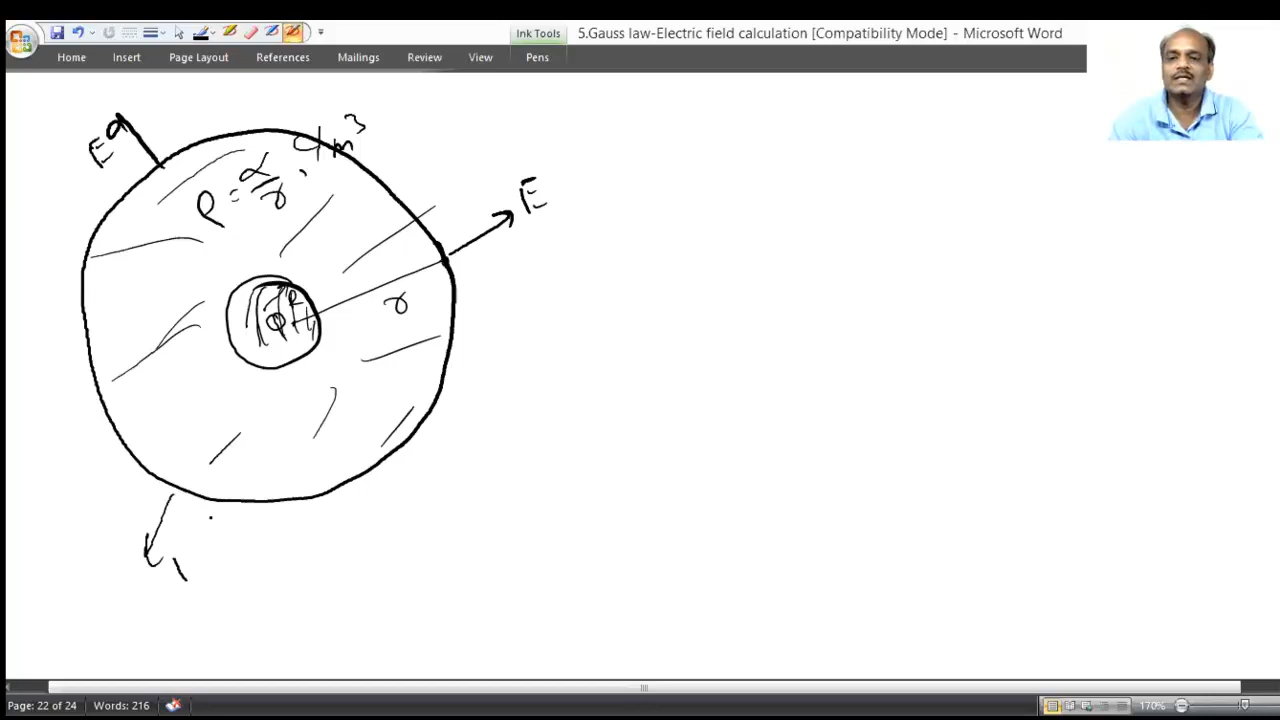 Ink Tools
5.Gauss law-Electric field calculation [Compatibility Mode] - Microsoft Word
Home Insert Page Layout References Mailings Review View Pens
E
ρ = α/r, C/m³
E
R
r
Page: 22 of 24 Words: 216 170%